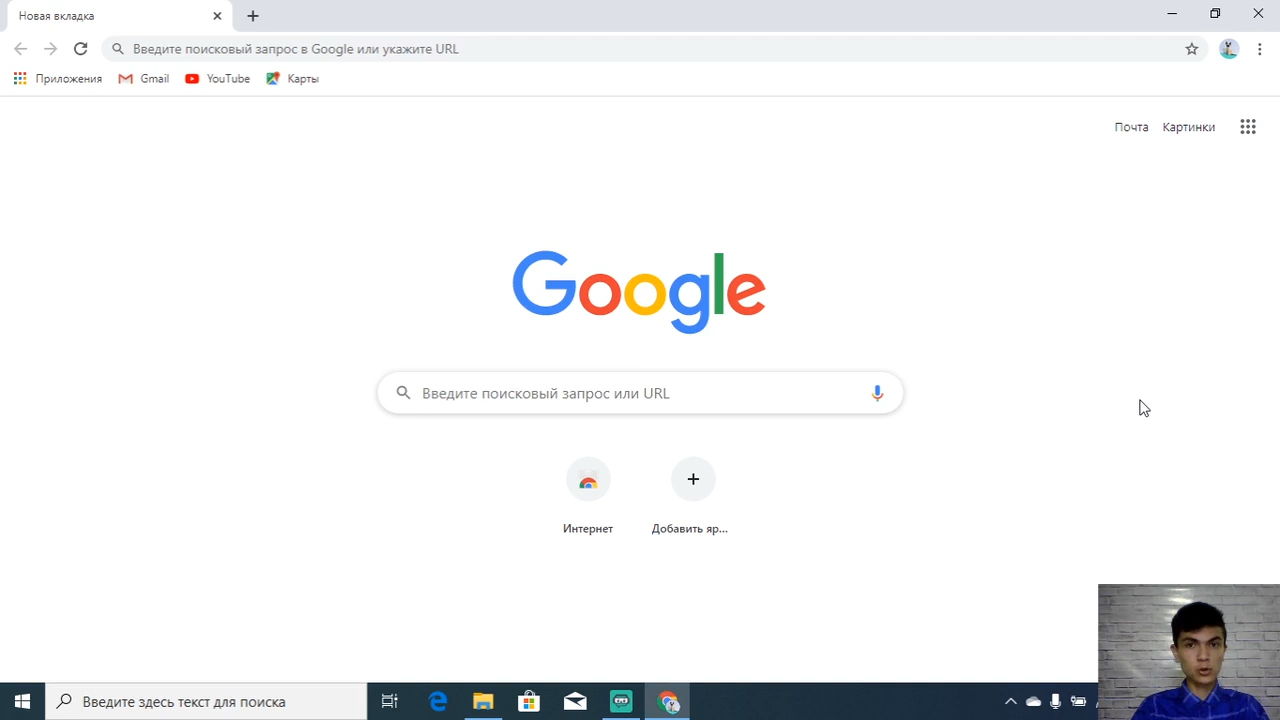 Новая вкладка
Введите поисковый запрос в Google или укажите URL
Приложения Gmail YouTube Карты
Почта Картинки
Google
Введите поисковый запрос или URL
Интернет Добавить яр...
Введите здесь текст для поиска